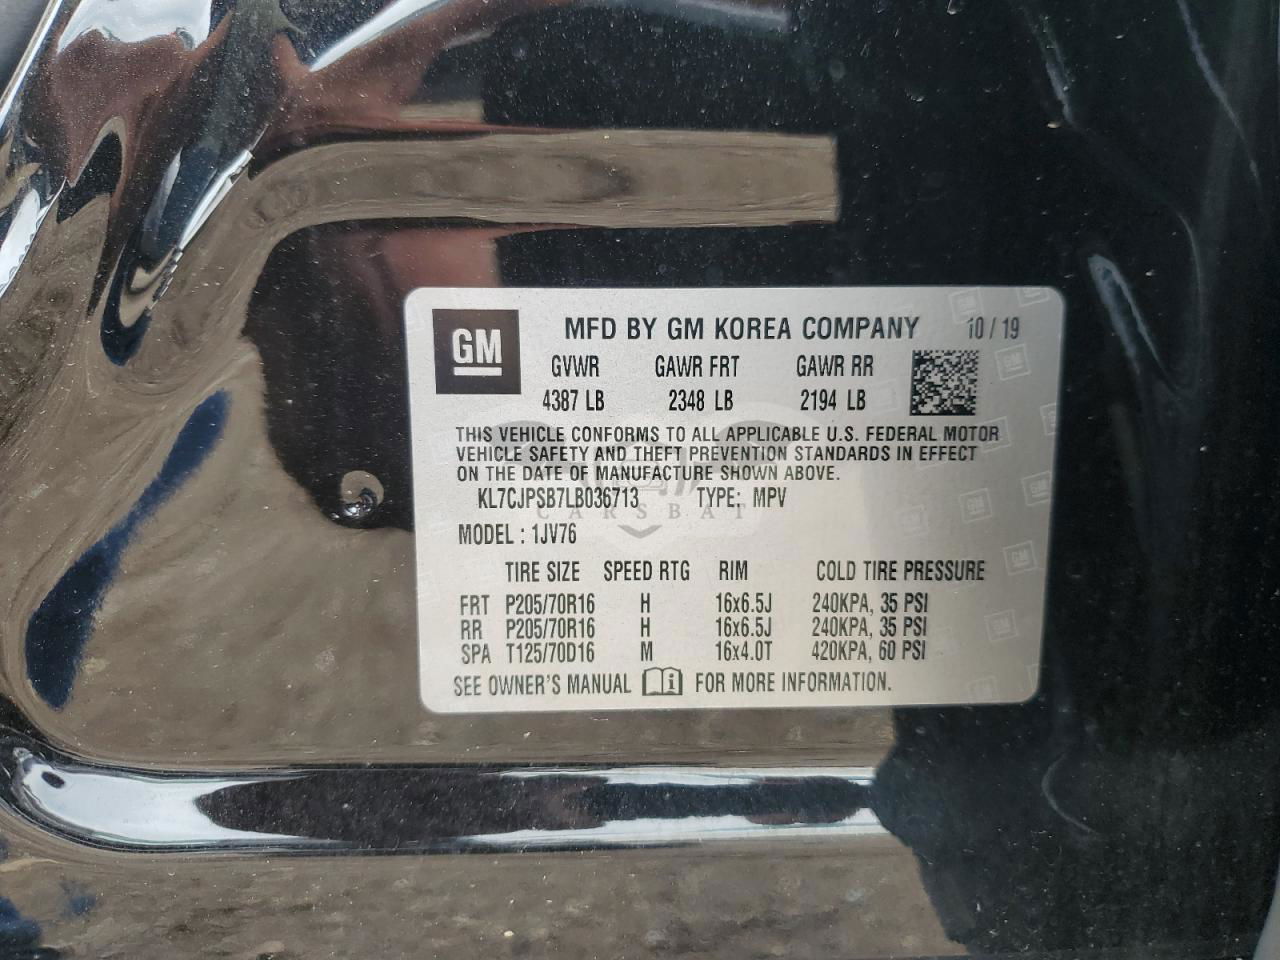 GM
MFD BY GM KOREA COMPANY 10 / 19
GVWR GAWR FRT GAWR RR
4387 LB 2348 LB 2194 LB
THIS VEHICLE CONFORMS TO ALL APPLICABLE U.S. FEDERAL MOTOR
VEHICLE SAFETY AND THEFT PREVENTION STANDARDS IN EFFECT
ON THE DATE OF MANUFACTURE SHOWN ABOVE.
KL7CJPSB7LB036713 TYPE: MPV
CARSBAT
MODEL : 1JV76
TIRE SIZE SPEED RTG RIM COLD TIRE PRESSURE
FRT P205/70R16 H 16x6.5J 240KPA, 35 PSI
RR P205/70R16 H 16x6.5J 240KPA, 35 PSI
SPA T125/70D16 M 16x4.0T 420KPA, 60 PSI
SEE OWNER'S MANUAL i FOR MORE INFORMATION.